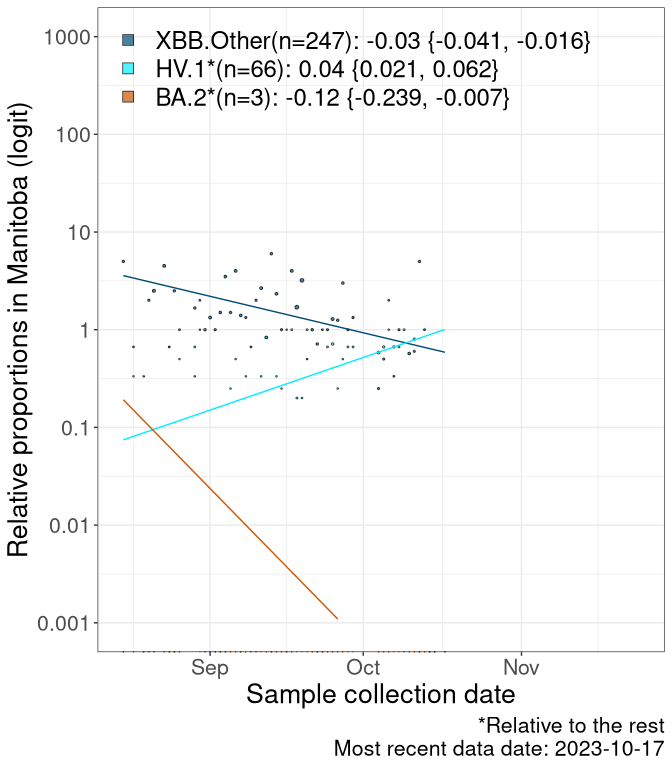 XBB.Other(n=247): -0.03 {-0.041, -0.016}
HV.1*(n=66): 0.04 {0.021, 0.062}
BA.2*(n=3): -0.12 {-0.239, -0.007}
Relative proportions in Manitoba (logit)
1000
100
10
1
0.1
0.01
0.001
Sep Oct Nov
Sample collection date
*Relative to the rest
Most recent data date: 2023-10-17